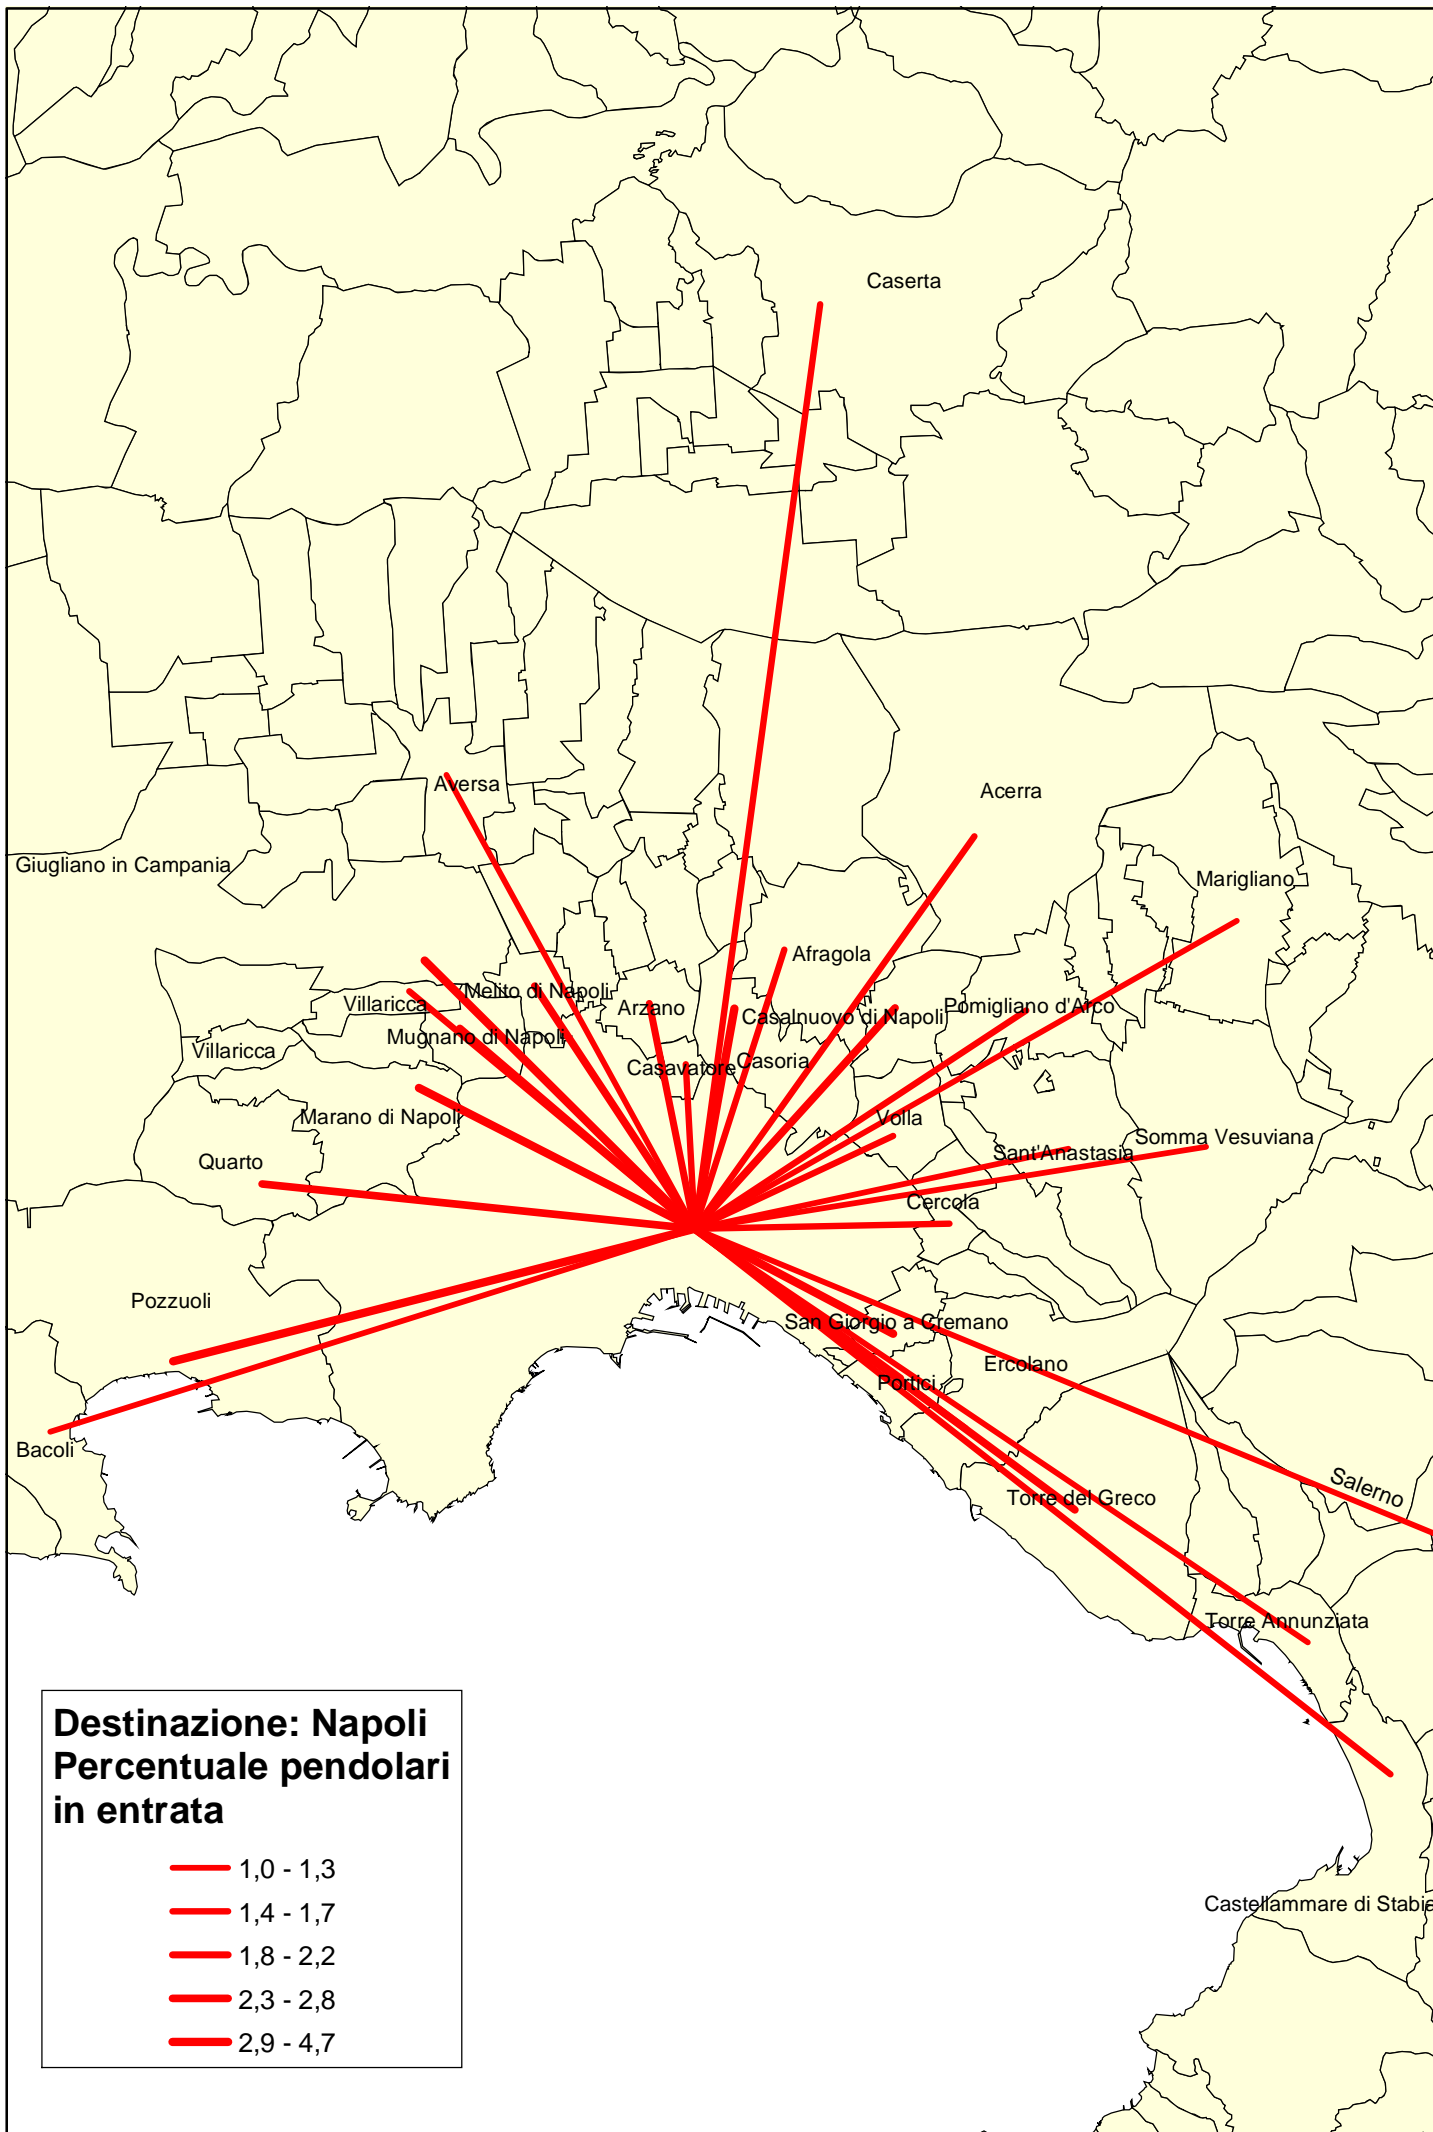 Caserta
Aversa
Acerra
Giugliano in Campania
Marigliano
Afragola
Melito di Napoli
Villaricca
Arzano
Pomigliano d'Arco
Casalnuovo di Napoli
Mugnano di Napoli
Villaricca
Casavatore
Casoria
Marano di Napoli
Volla
Somma Vesuviana
Sant'Anastasia
Quarto
Cercola
Pozzuoli
San Giorgio a Cremano
Ercolano
Portici
Bacoli
Salerno
Torre del Greco
Torre Annunziata
Destinazione: Napoli
Percentuale pendolari
in entrata
1,0 - 1,3
1,4 - 1,7
1,8 - 2,2
2,3 - 2,8
2,9 - 4,7
Castellammare di Stabia